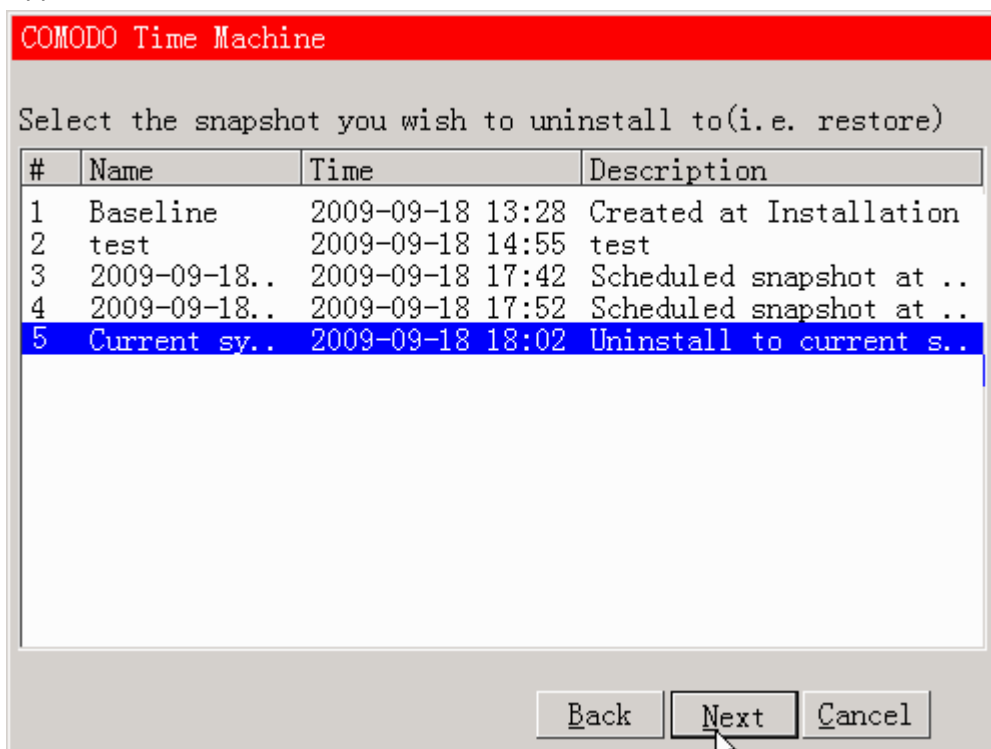 COMODO Time Machine
Select the snapshot you wish to uninstall to(i.e. restore)
# Name Time Description
1 Baseline 2009-09-18 13:28 Created at Installation
2 test 2009-09-18 14:55 test
3 2009-09-18.. 2009-09-18 17:42 Scheduled snapshot at ..
4 2009-09-18.. 2009-09-18 17:52 Scheduled snapshot at ..
5 Current sy.. 2009-09-18 18:02 Uninstall to current s..
Back Next Cancel